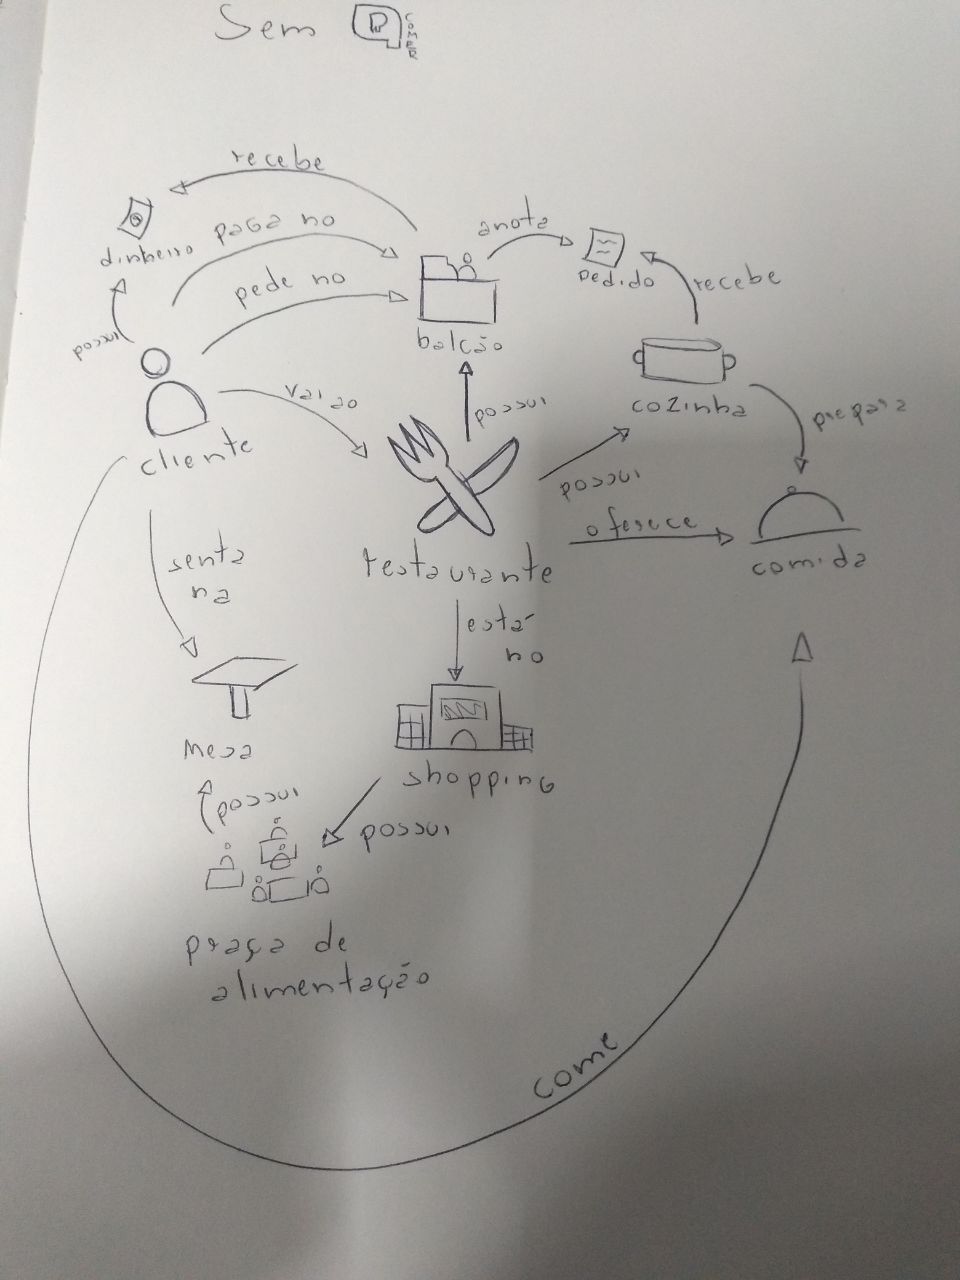 Sem P COMER
recebe
dinheiro
paga no
anota
pedido
recebe
pede no
possui
balcão
vai ao
possui
cozinha
prepara
cliente
possui
oferece
comida
restaurante
senta
na
está
no
mesa
shopping
possui
possui
praça de
alimentação
come